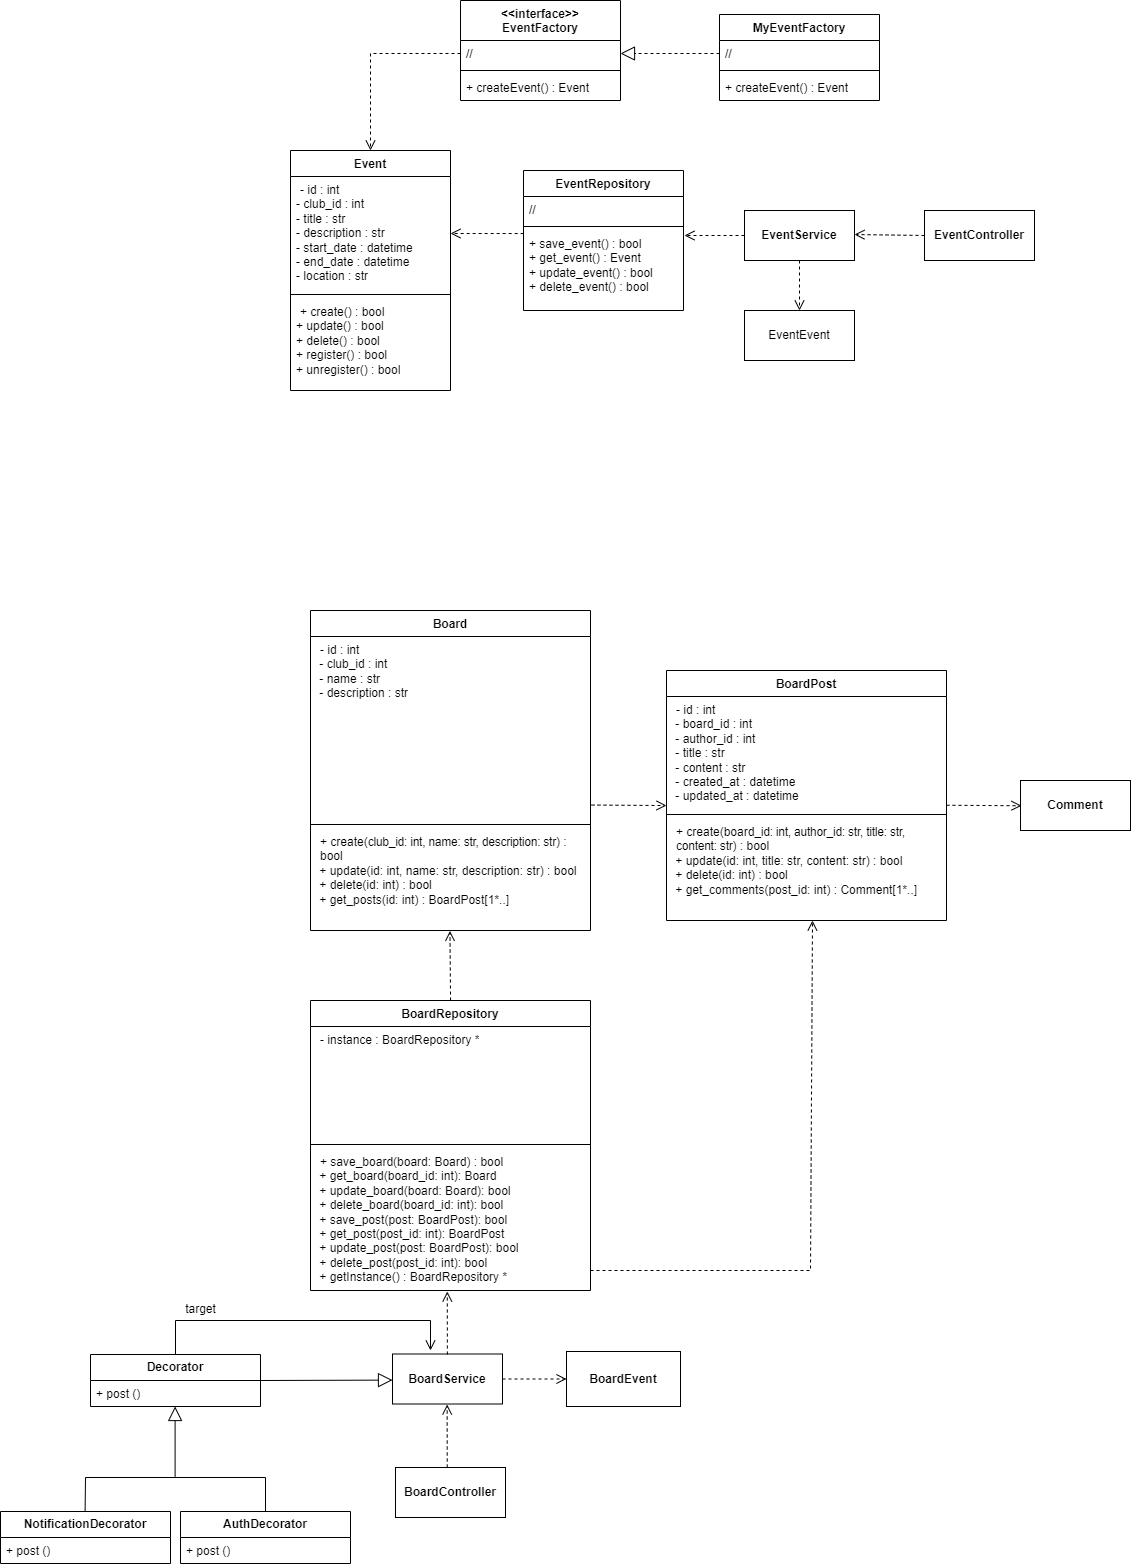 <<interface>>
EventFactory
//
+ createEvent() : Event
MyEventFactory
//
+ createEvent() : Event
Event
- id : int
- club_id : int
- title : str
- description : str
- start_date : datetime
- end_date : datetime
- location : str
+ create() : bool
+ update() : bool
+ delete() : bool
+ register() : bool
+ unregister() : bool
EventRepository
//
+ save_event() : bool
+ get_event() : Event
+ update_event() : bool
+ delete_event() : bool
EventService
EventController
EventEvent
Board
- id : int
- club_id : int
- name : str
- description : str
+ create(club_id: int, name: str, description: str) :
bool
+ update(id: int, name: str, description: str) : bool
+ delete(id: int) : bool
+ get_posts(id: int) : BoardPost[1*..]
BoardPost
- id : int
- board_id : int
- author_id : int
- title : str
- content : str
- created_at : datetime
- updated_at : datetime
+ create(board_id: int, author_id: str, title: str,
content: str) : bool
+ update(id: int, title: str, content: str) : bool
+ delete(id: int) : bool
+ get_comments(post_id: int) : Comment[1*..]
Comment
BoardRepository
- instance : BoardRepository *
+ save_board(board: Board) : bool
+ get_board(board_id: int): Board
+ update_board(board: Board): bool
+ delete_board(board_id: int): bool
+ save_post(post: BoardPost): bool
+ get_post(post_id: int): BoardPost
+ update_post(post: BoardPost): bool
+ delete_post(post_id: int): bool
+ getInstance() : BoardRepository *
target
Decorator
+ post ()
BoardService
BoardEvent
BoardController
NotificationDecorator
+ post ()
AuthDecorator
+ post ()